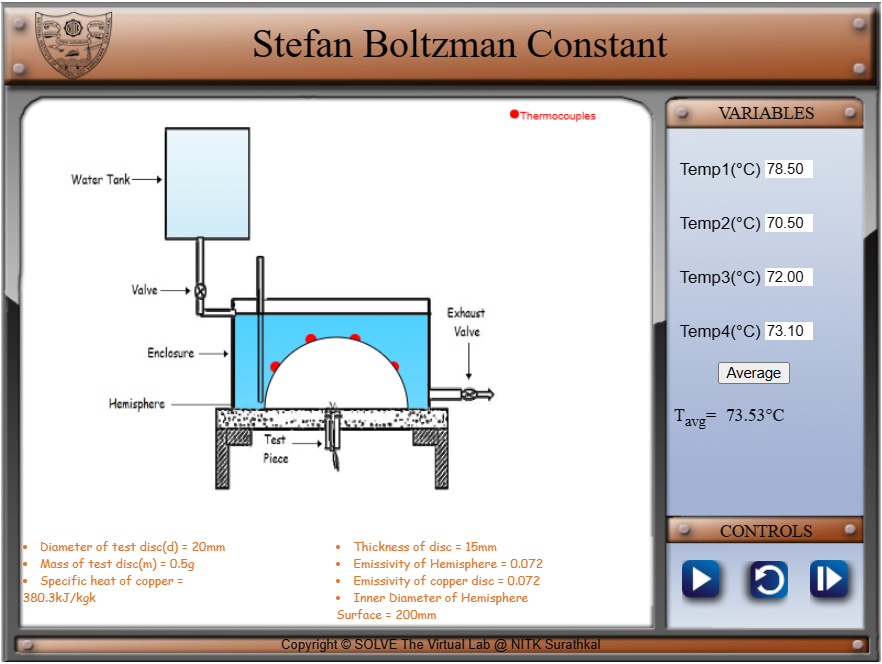 Stefan Boltzman Constant
NITK
Thermocouples
VARIABLES
Water Tank
Temp1(°C) 78.50
Temp2(°C) 70.50
Valve
Temp3(°C) 72.00
Exhaust
Valve
Temp4(°C) 73.10
Enclosure
Average
Hemisphere
Tavg= 73.53°C
Test
Piece
CONTROLS
Diameter of test disc(d) = 20mm
Mass of test disc(m) = 0.5g
Specific heat of copper =
380.3kJ/kgk
Thickness of disc = 15mm
Emissivity of Hemisphere = 0.072
Emissivity of copper disc = 0.072
Inner Diameter of Hemisphere
Surface = 200mm
Copyright © SOLVE The Virtual Lab @ NITK Surathkal